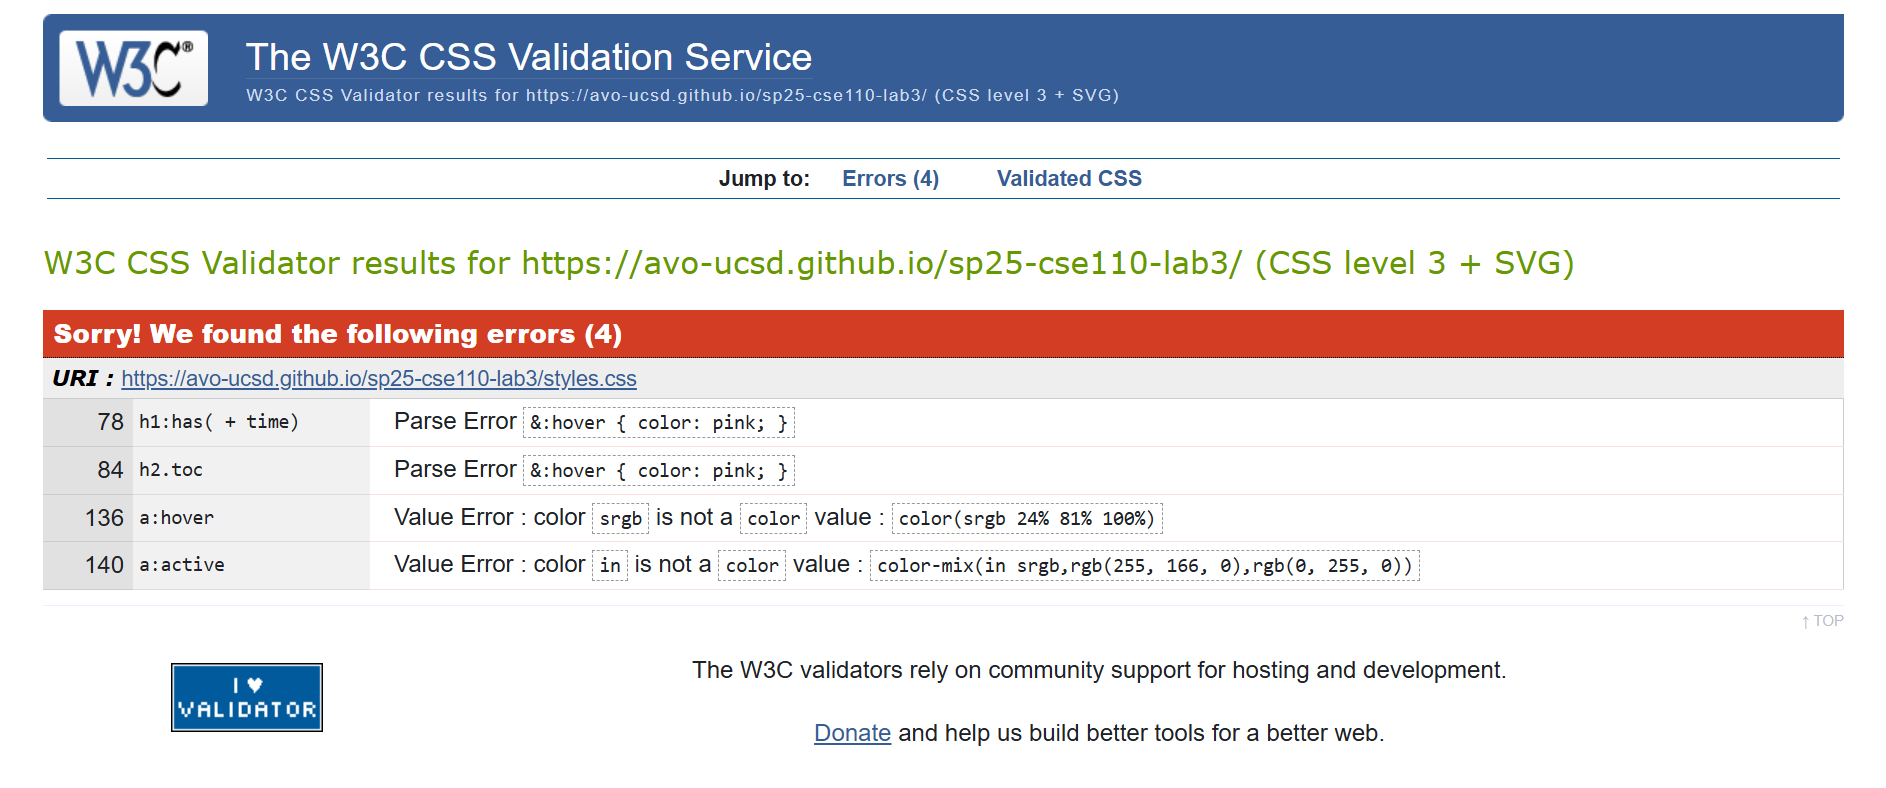 W3C®
The W3C CSS Validation Service
W3C CSS Validator results for https://avo-ucsd.github.io/sp25-cse110-lab3/ (CSS level 3 + SVG)
Jump to: Errors (4) Validated CSS
W3C CSS Validator results for https://avo-ucsd.github.io/sp25-cse110-lab3/ (CSS level 3 + SVG)
Sorry! We found the following errors (4)
URI : https://avo-ucsd.github.io/sp25-cse110-lab3/styles.css
78 h1:has( + time) Parse Error &:hover { color: pink; }
84 h2.toc Parse Error &:hover { color: pink; }
136 a:hover Value Error : color srgb is not a color value : color(srgb 24% 81% 100%)
140 a:active Value Error : color in is not a color value : color-mix(in srgb,rgb(255, 166, 0),rgb(0, 255, 0))
↑ TOP
I ♥
VALIDATOR
The W3C validators rely on community support for hosting and development.
Donate and help us build better tools for a better web.